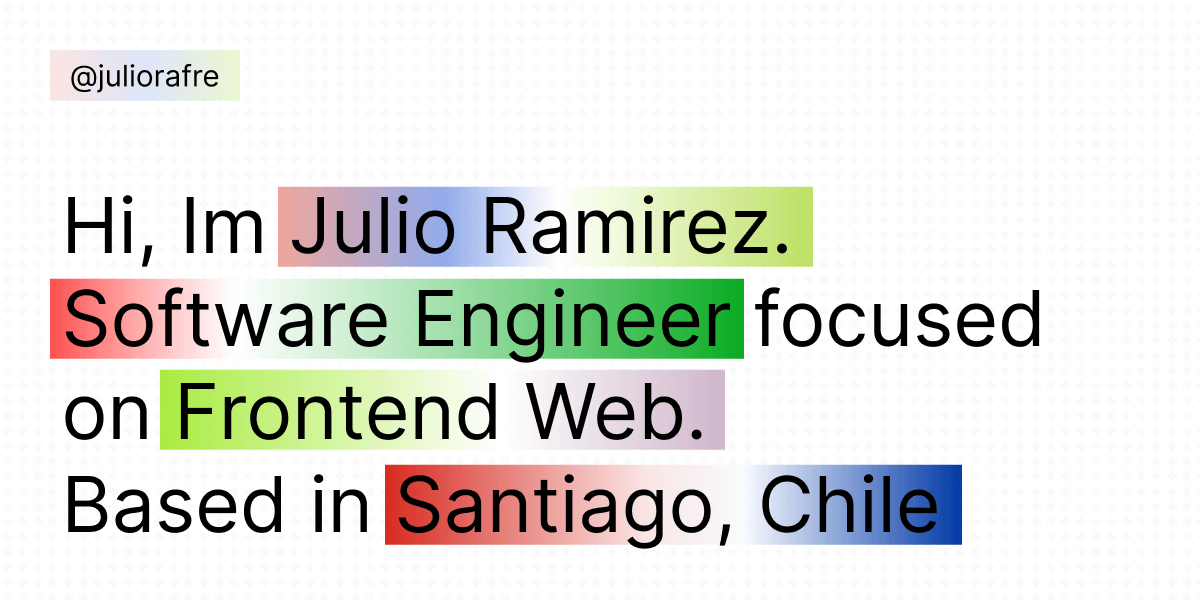 @juliorafre
Hi, Im Julio Ramirez.
Software Engineer focused
on Frontend Web.
Based in Santiago, Chile